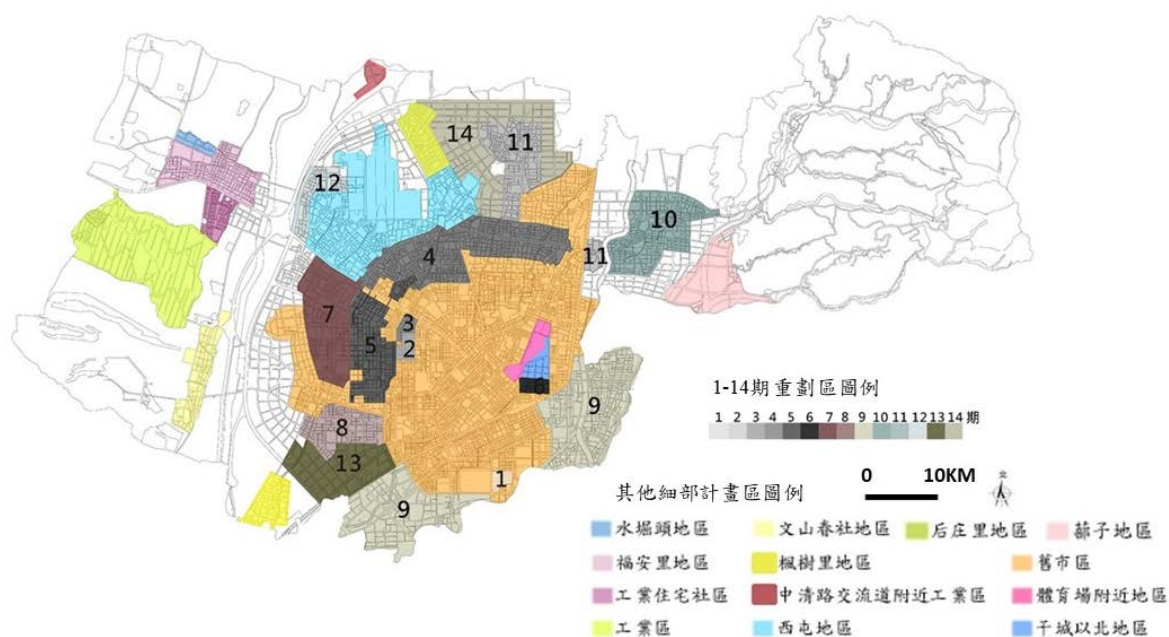 14
11
12
10
4
11
7
3
5
2
6
9
8
13
1
9
1-14期重劃區圖例
1 2 3 4 5 6 7 8 9 10 11 12 13 14 期
其他細部計畫區圖例
0 10KM
北
水堀頭地區 文山春社地區 后庄里地區 廍子地區
福安里地區 楓樹里地區 舊市區
工業住宅社區 中清路交流道附近工業區 體育場附近地區
工業區 西屯地區 干城以北地區